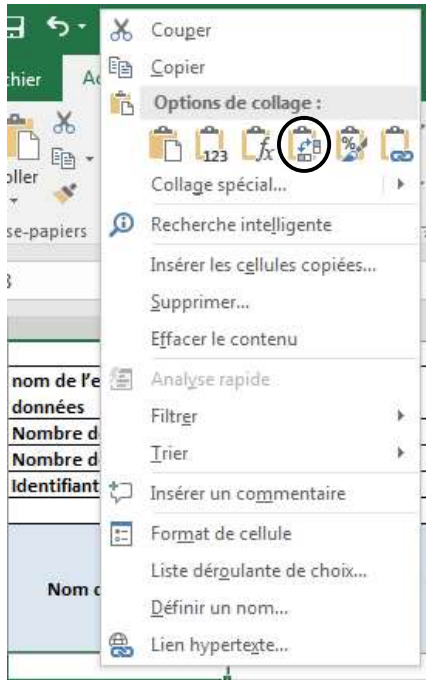 Couper
chier
Copier
Options de collage :
123
fx
%
oller
Collage spécial...
se-papiers
Recherche intelligente
Insérer les cellules copiées...
Supprimer...
Effacer le contenu
nom de l'e
Analyse rapide
données
Filtrer
Nombre d
Nombre d
Trier
Identifiant
Insérer un commentaire
Format de cellule
Liste déroulante de choix...
Nom
Définir un nom...
Lien hypertexte...